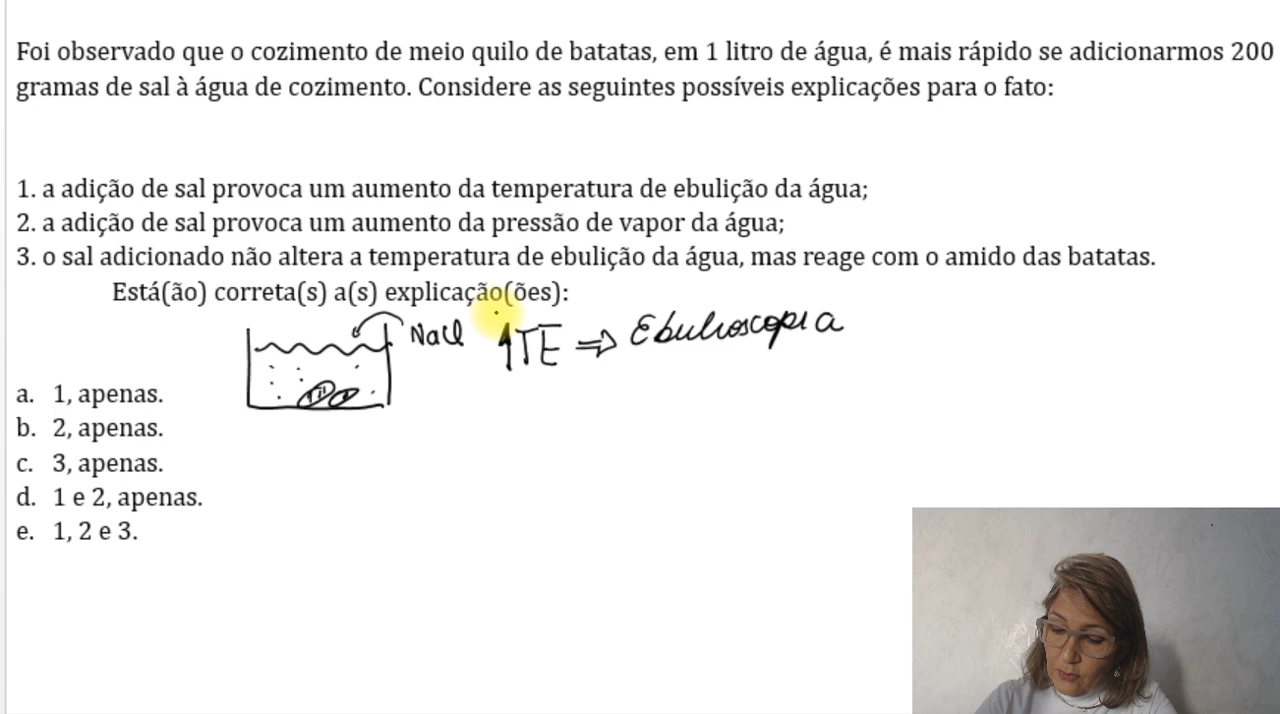 Foi observado que o cozimento de meio quilo de batatas, em 1 litro de água, é mais rápido se adicionarmos 200
gramas de sal à água de cozimento. Considere as seguintes possíveis explicações para o fato:
1. a adição de sal provoca um aumento da temperatura de ebulição da água;
2. a adição de sal provoca um aumento da pressão de vapor da água;
3. o sal adicionado não altera a temperatura de ebulição da água, mas reage com o amido das batatas.
Está(ão) correta(s) a(s) explicação(ões):
NaCl ↑TE ⇒ Ebulioscopia
a. 1, apenas.
b. 2, apenas.
c. 3, apenas.
d. 1 e 2, apenas.
e. 1, 2 e 3.